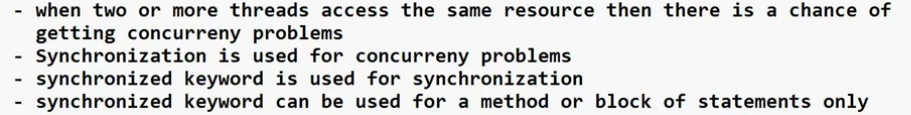 - when two or more threads access the same resource then there is a chance of
getting concurreny problems
- Synchronization is used for concurreny problems
- synchronized keyword is used for synchronization
- synchronized keyword can be used for a method or block of statements only